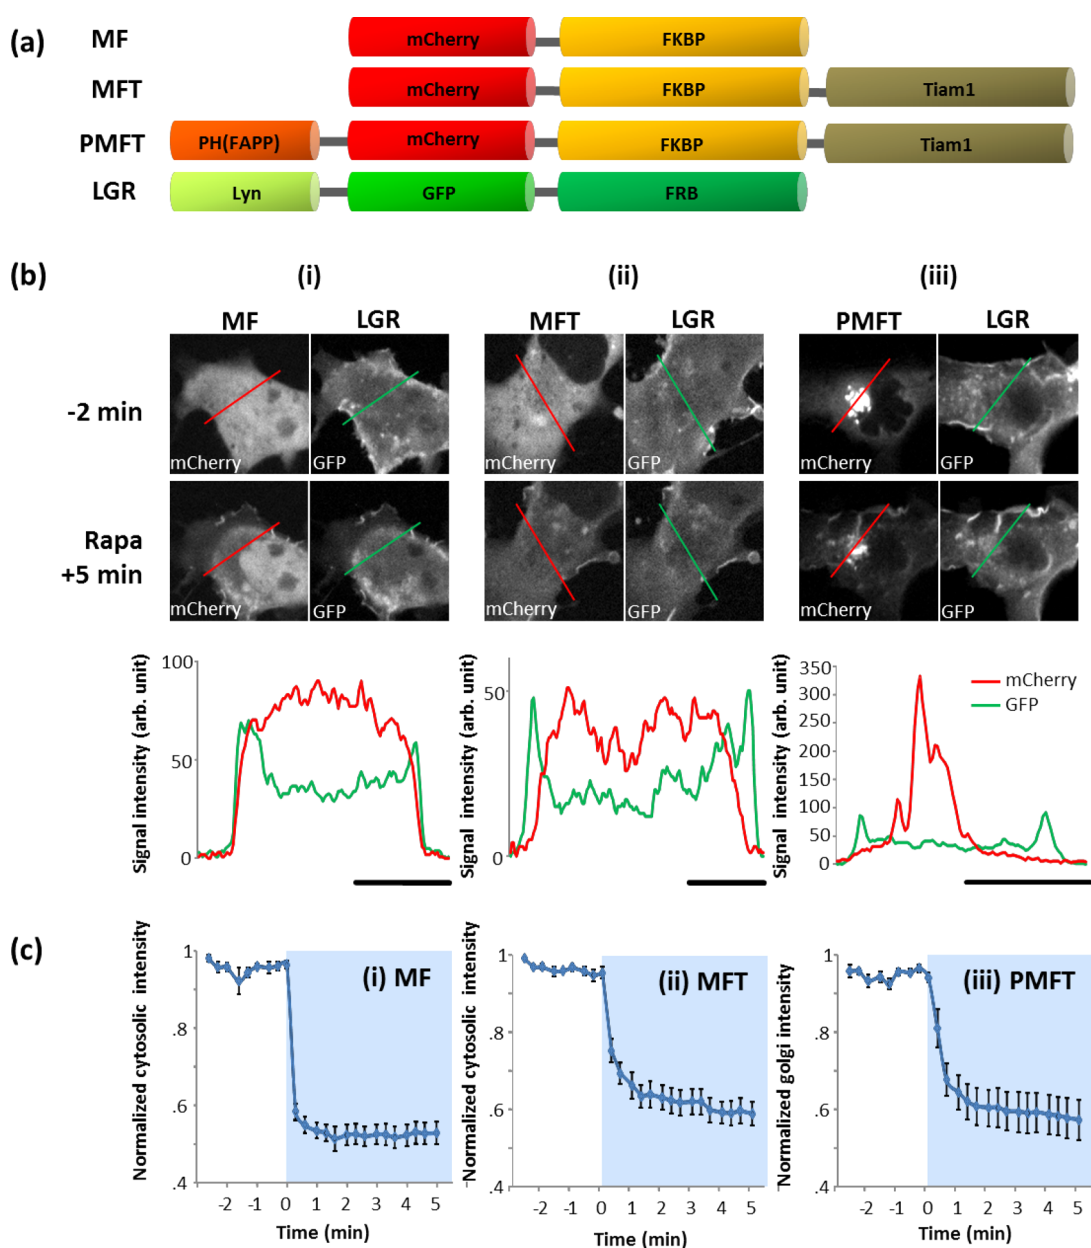 (a)
MF
mCherry
FKBP
MFT
mCherry
FKBP
Tiam1
PMFT
PH(FAPP)
mCherry
FKBP
Tiam1
LGR
Lyn
GFP
FRB
(b)
(i)
(ii)
(iii)
MF
LGR
MFT
LGR
PMFT
LGR
-2 min
mCherry
GFP
mCherry
GFP
mCherry
GFP
Rapa
+5 min
mCherry
GFP
mCherry
GFP
mCherry
GFP
Signal intensity (arb. unit)
100
50
0
Signal intensity (arb. unit)
50
0
Signal intensity (arb. unit)
350
300
250
200
150
100
50
0
mCherry
GFP
(c)
Normalized cytosolic intensity
1
.8
.6
.4
(i) MF
-2 -1 0 1 2 3 4 5
Time (min)
Normalized cytosolic intensity
1
.8
.6
.4
(ii) MFT
-2 -1 0 1 2 3 4 5
Time (min)
Normalized golgi intensity
1
.8
.6
.4
(iii) PMFT
-2 -1 0 1 2 3 4 5
Time (min)